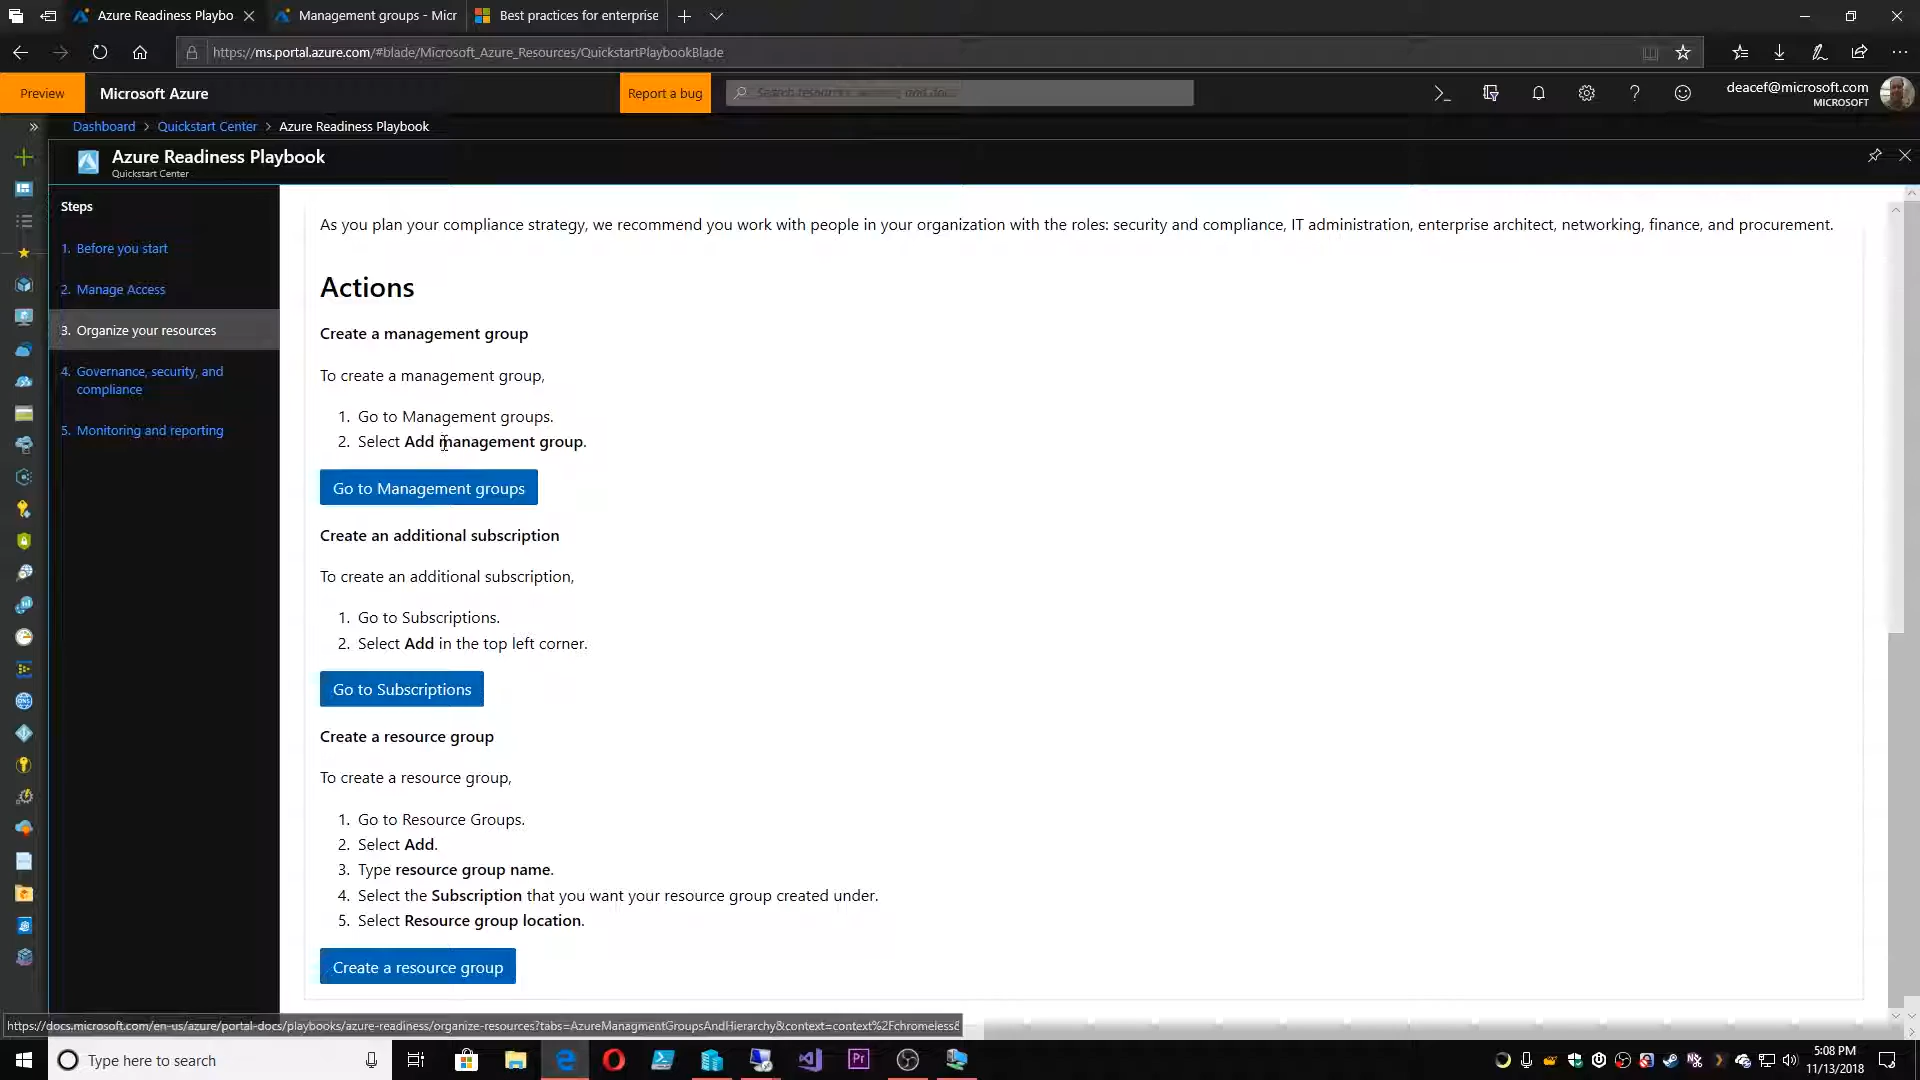 Azure Readiness Playbo
Management groups - Micr
Best practices for enterprise
https://ms.portal.azure.com/#blade/Microsoft_Azure_Resources/QuickstartPlaybookBlade
Preview
Microsoft Azure
Report a bug
Search resources, services, and docs
deacef@microsoft.com
MICROSOFT
Dashboard > Quickstart Center > Azure Readiness Playbook
Azure Readiness Playbook
Quickstart Center
Steps
1. Before you start
2. Manage Access
3. Organize your resources
4. Governance, security, and
compliance
5. Monitoring and reporting
As you plan your compliance strategy, we recommend you work with people in your organization with the roles: security and compliance, IT administration, enterprise architect, networking, finance, and procurement.
Actions
Create a management group
To create a management group,
1. Go to Management groups.
2. Select Add management group.
Go to Management groups
Create an additional subscription
To create an additional subscription,
1. Go to Subscriptions.
2. Select Add in the top left corner.
Go to Subscriptions
Create a resource group
To create a resource group,
1. Go to Resource Groups.
2. Select Add.
3. Type resource group name.
4. Select the Subscription that you want your resource group created under.
5. Select Resource group location.
Create a resource group
https://docs.microsoft.com/en-us/azure/portal-docs/playbooks/azure-readiness/organize-resources?tabs=AzureManagmentGroupsAndHierarchy&context=context%2Fchromeless&
Type here to search
Pr
5:08 PM
11/13/2018